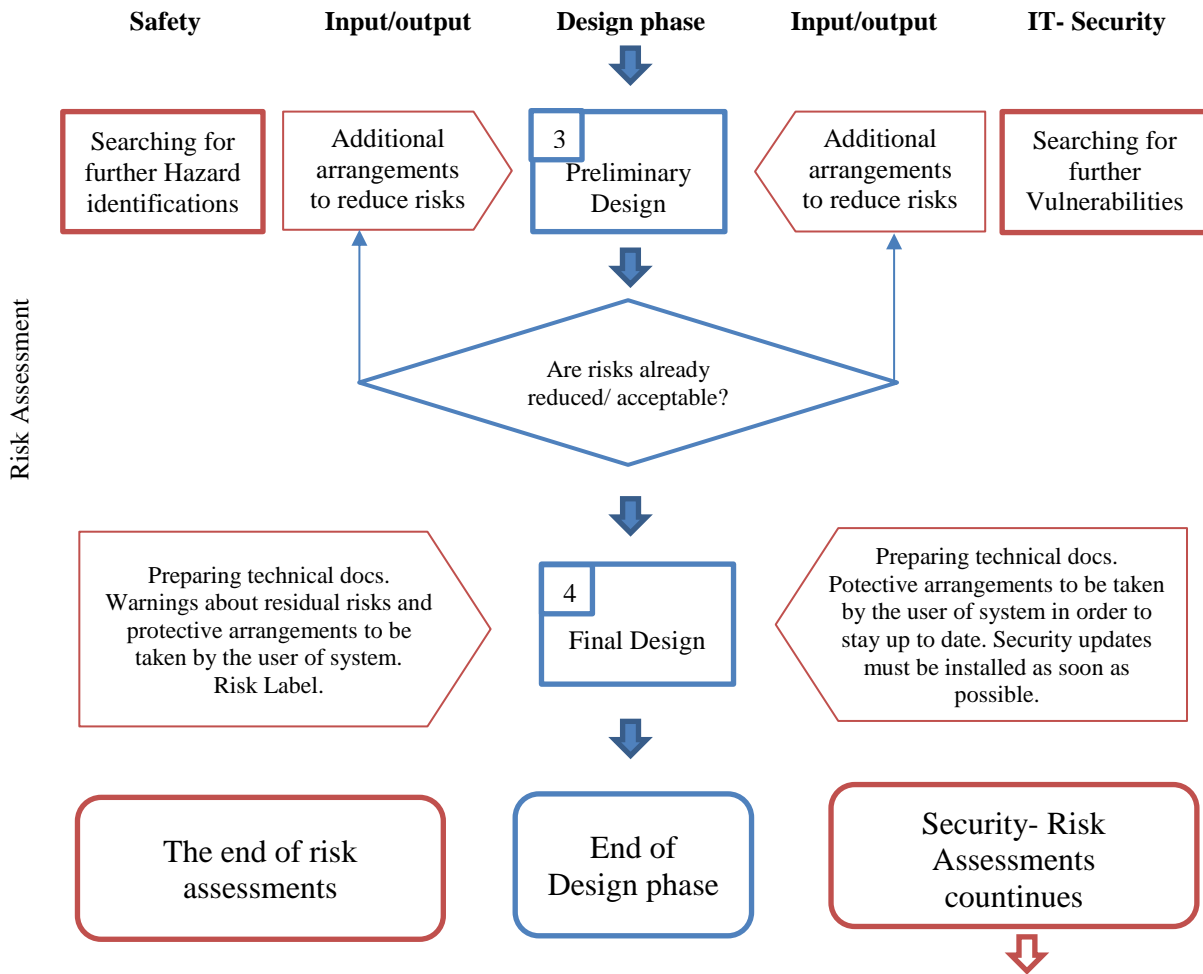 Safety
Input/output
Design phase
Input/output
IT- Security
Risk Assessment
Searching for
further Hazard
identifications
Additional
arrangements
to reduce risks
3
Preliminary
Design
Additional
arrangements
to reduce risks
Searching for
further
Vulnerabilities
Are risks already
reduced/ acceptable?
Preparing technical docs.
Warnings about residual risks and
protective arrangements to be
taken by the user of system.
Risk Label.
4
Final Design
Preparing technical docs.
Potective arrangements to be taken
by the user of system in order to
stay up to date. Security updates
must be installed as soon as
possible.
The end of risk
assessments
End of
Design phase
Security- Risk
Assessments
countinues